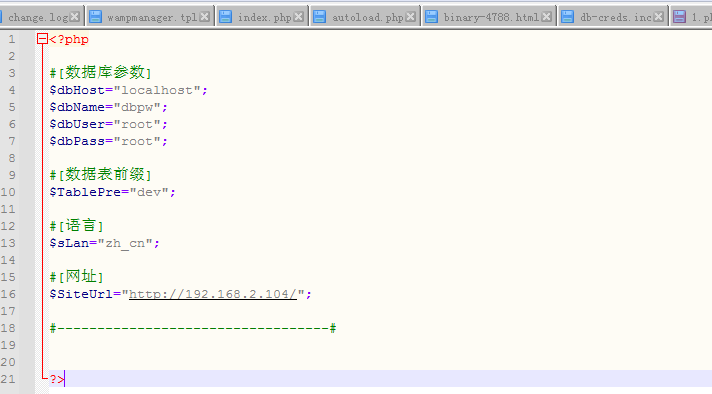 change.log wampmanager.tpl index.php autoload.php binary-4788.html db-creds.inc 1.p
1 <?php
2
3 #[数据库参数]
4 $dbHost="localhost";
5 $dbName="dbpw";
6 $dbUser="root";
7 $dbPass="root";
8
9 #[数据表前缀]
10 $TablePre="dev";
11
12 #[语言]
13 $sLan="zh_cn";
14
15 #[网址]
16 $SiteUrl="http://192.168.2.104/";
17
18 #----------------------------------#
19
20
21 ?>